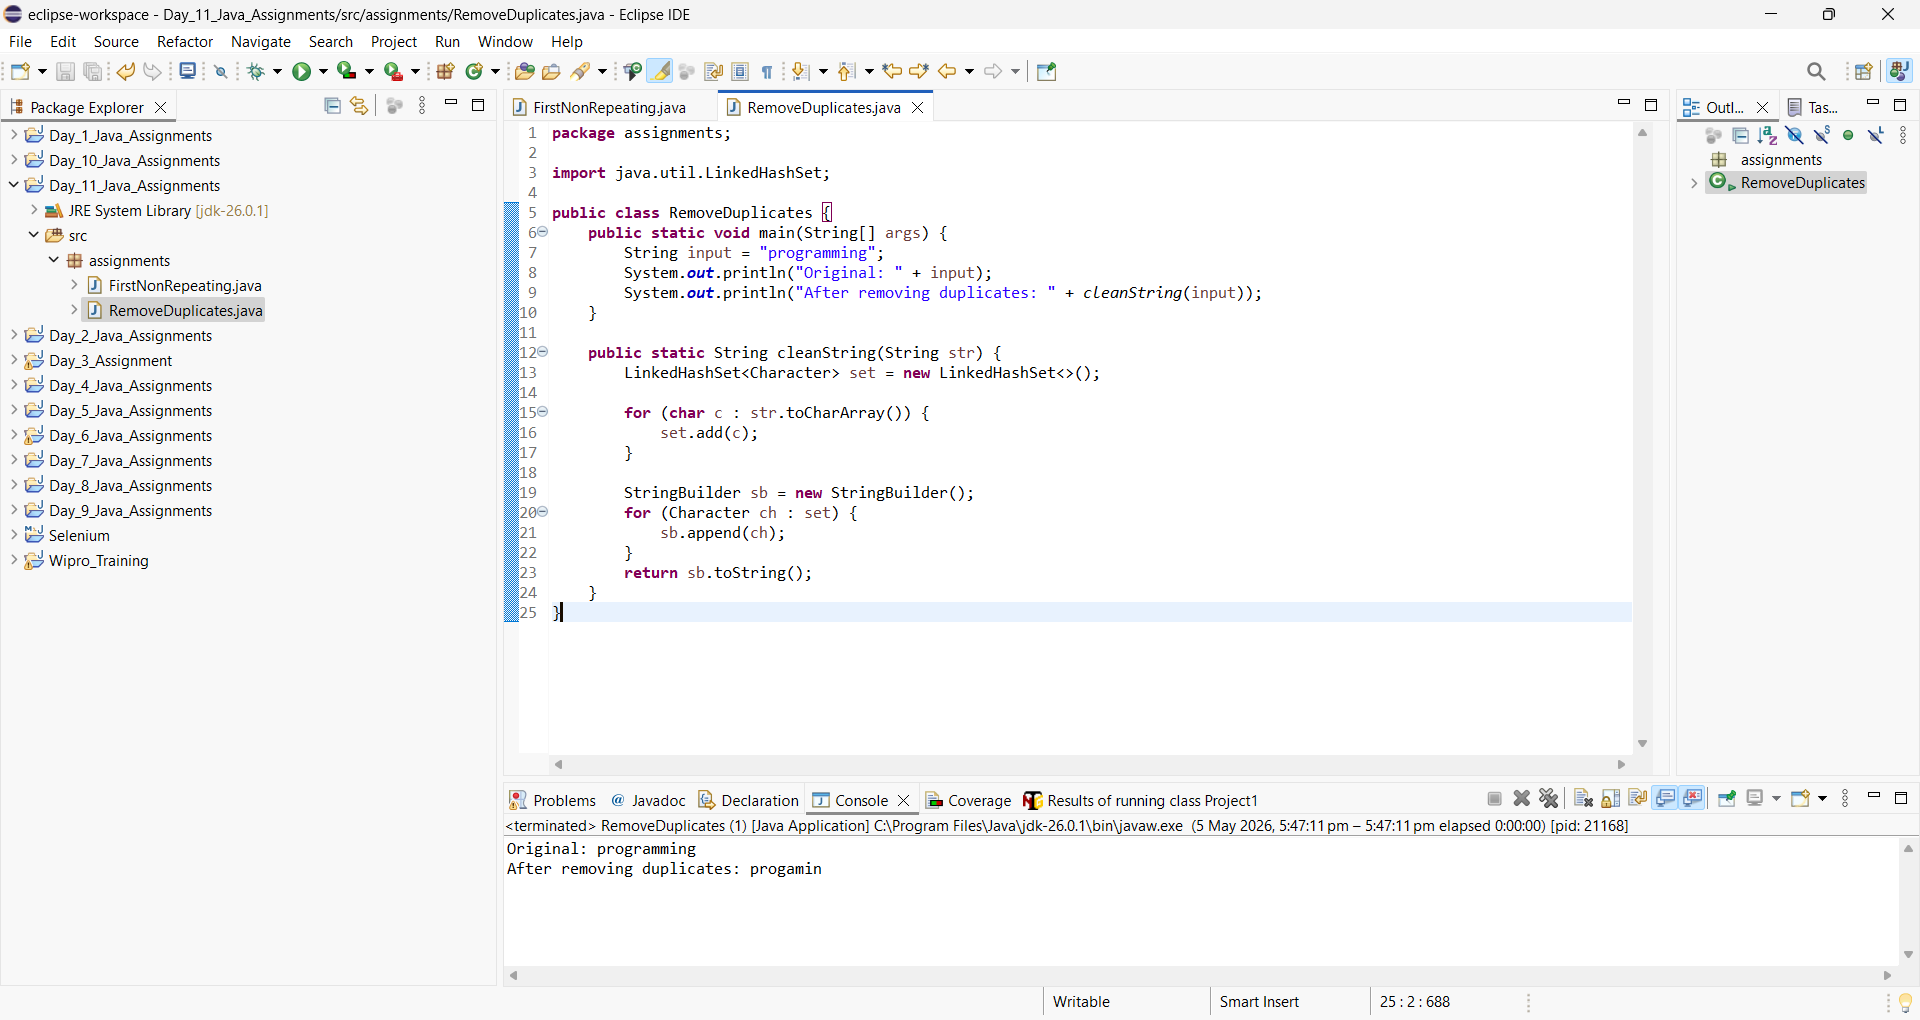 eclipse-workspace - Day_11_Java_Assignments/src/assignments/RemoveDuplicates.java - Eclipse IDE
File Edit Source Refactor Navigate Search Project Run Window Help
Package Explorer
Day_1_Java_Assignments
Day_10_Java_Assignments
Day_11_Java_Assignments
JRE System Library [jdk-26.0.1]
src
assignments
FirstNonRepeating.java
RemoveDuplicates.java
Day_2_Java_Assignments
Day_3_Assignment
Day_4_Java_Assignments
Day_5_Java_Assignments
Day_6_Java_Assignments
Day_7_Java_Assignments
Day_8_Java_Assignments
Day_9_Java_Assignments
Selenium
Wipro_Training
FirstNonRepeating.java RemoveDuplicates.java
1 package assignments;
2
3 import java.util.LinkedHashSet;
4
5 public class RemoveDuplicates {
6 public static void main(String[] args) {
7 String input = "programming";
8 System.out.println("Original: " + input);
9 System.out.println("After removing duplicates: " + cleanString(input));
10 }
11
12 public static String cleanString(String str) {
13 LinkedHashSet<Character> set = new LinkedHashSet<>();
14
15 for (char c : str.toCharArray()) {
16 set.add(c);
17 }
18
19 StringBuilder sb = new StringBuilder();
20 for (Character ch : set) {
21 sb.append(ch);
22 }
23 return sb.toString();
24 }
25 }
Outl... Tas...
assignments
RemoveDuplicates
Problems @ Javadoc Declaration Console Coverage Results of running class Project1
<terminated> RemoveDuplicates (1) [Java Application] C:\Program Files\Java\jdk-26.0.1\bin\javaw.exe (5 May 2026, 5:47:11 pm – 5:47:11 pm elapsed 0:00:00) [pid: 21168]
Original: programming
After removing duplicates: progamin
Writable Smart Insert 25 : 2 : 688